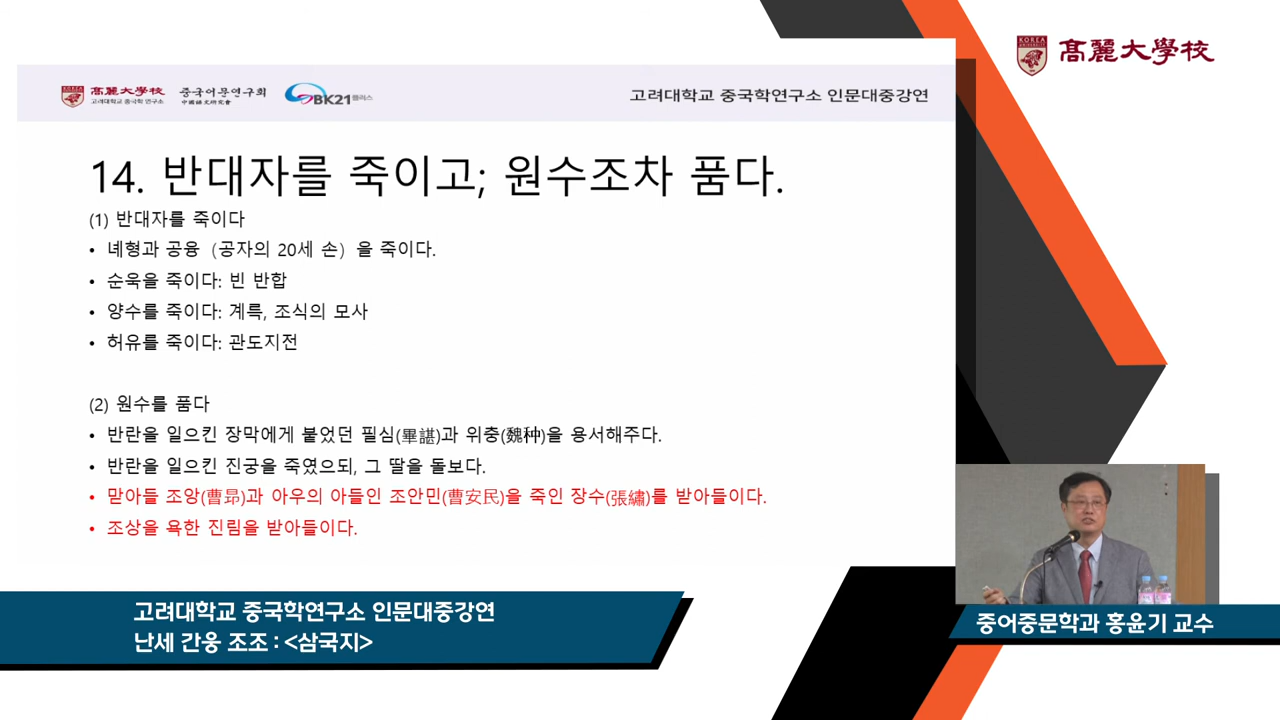 KOREA
UNIVERSITY
高麗大學校
高麗大學校
고려대학교 중국학 연구소
중국어문연구회
中國語文硏究會
BK21플러스
고려대학교 중국학연구소 인문대중강연
14. 반대자를 죽이고; 원수조차 품다.
(1) 반대자를 죽이다
• 녜형과 공융（공자의 20세 손）을 죽이다.
• 순욱을 죽이다: 빈 반합
• 양수를 죽이다: 계륵, 조식의 모사
• 허유를 죽이다: 관도지전
(2) 원수를 품다
• 반란을 일으킨 장막에게 붙었던 필심(畢諶)과 위충(魏种)을 용서해주다.
• 반란을 일으킨 진궁을 죽였으되, 그 딸을 돌보다.
• 맏아들 조앙(曹昻)과 아우의 아들인 조안민(曹安民)을 죽인 장수(張繡)를 받아들이다.
• 조상을 욕한 진림을 받아들이다.
고려대학교 중국학연구소 인문대중강연
난세 간웅 조조 : <삼국지>
중어중문학과 홍윤기 교수